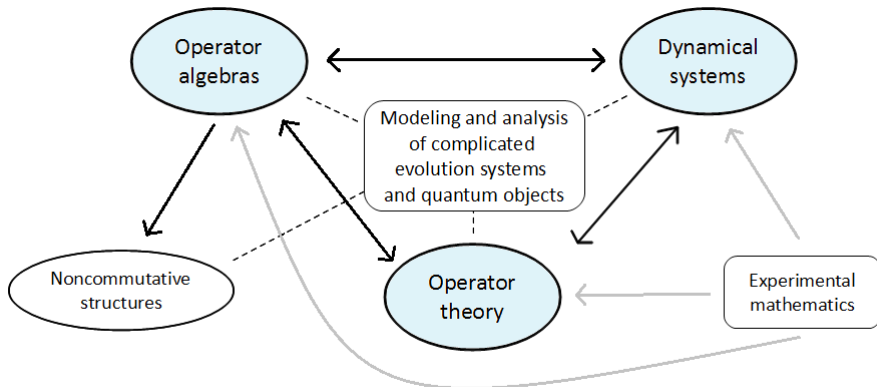 Operator
algebras
Dynamical
systems
Modeling and analysis
of complicated
evolution systems
and quantum objects
Noncommutative
structures
Operator
theory
Experimental
mathematics